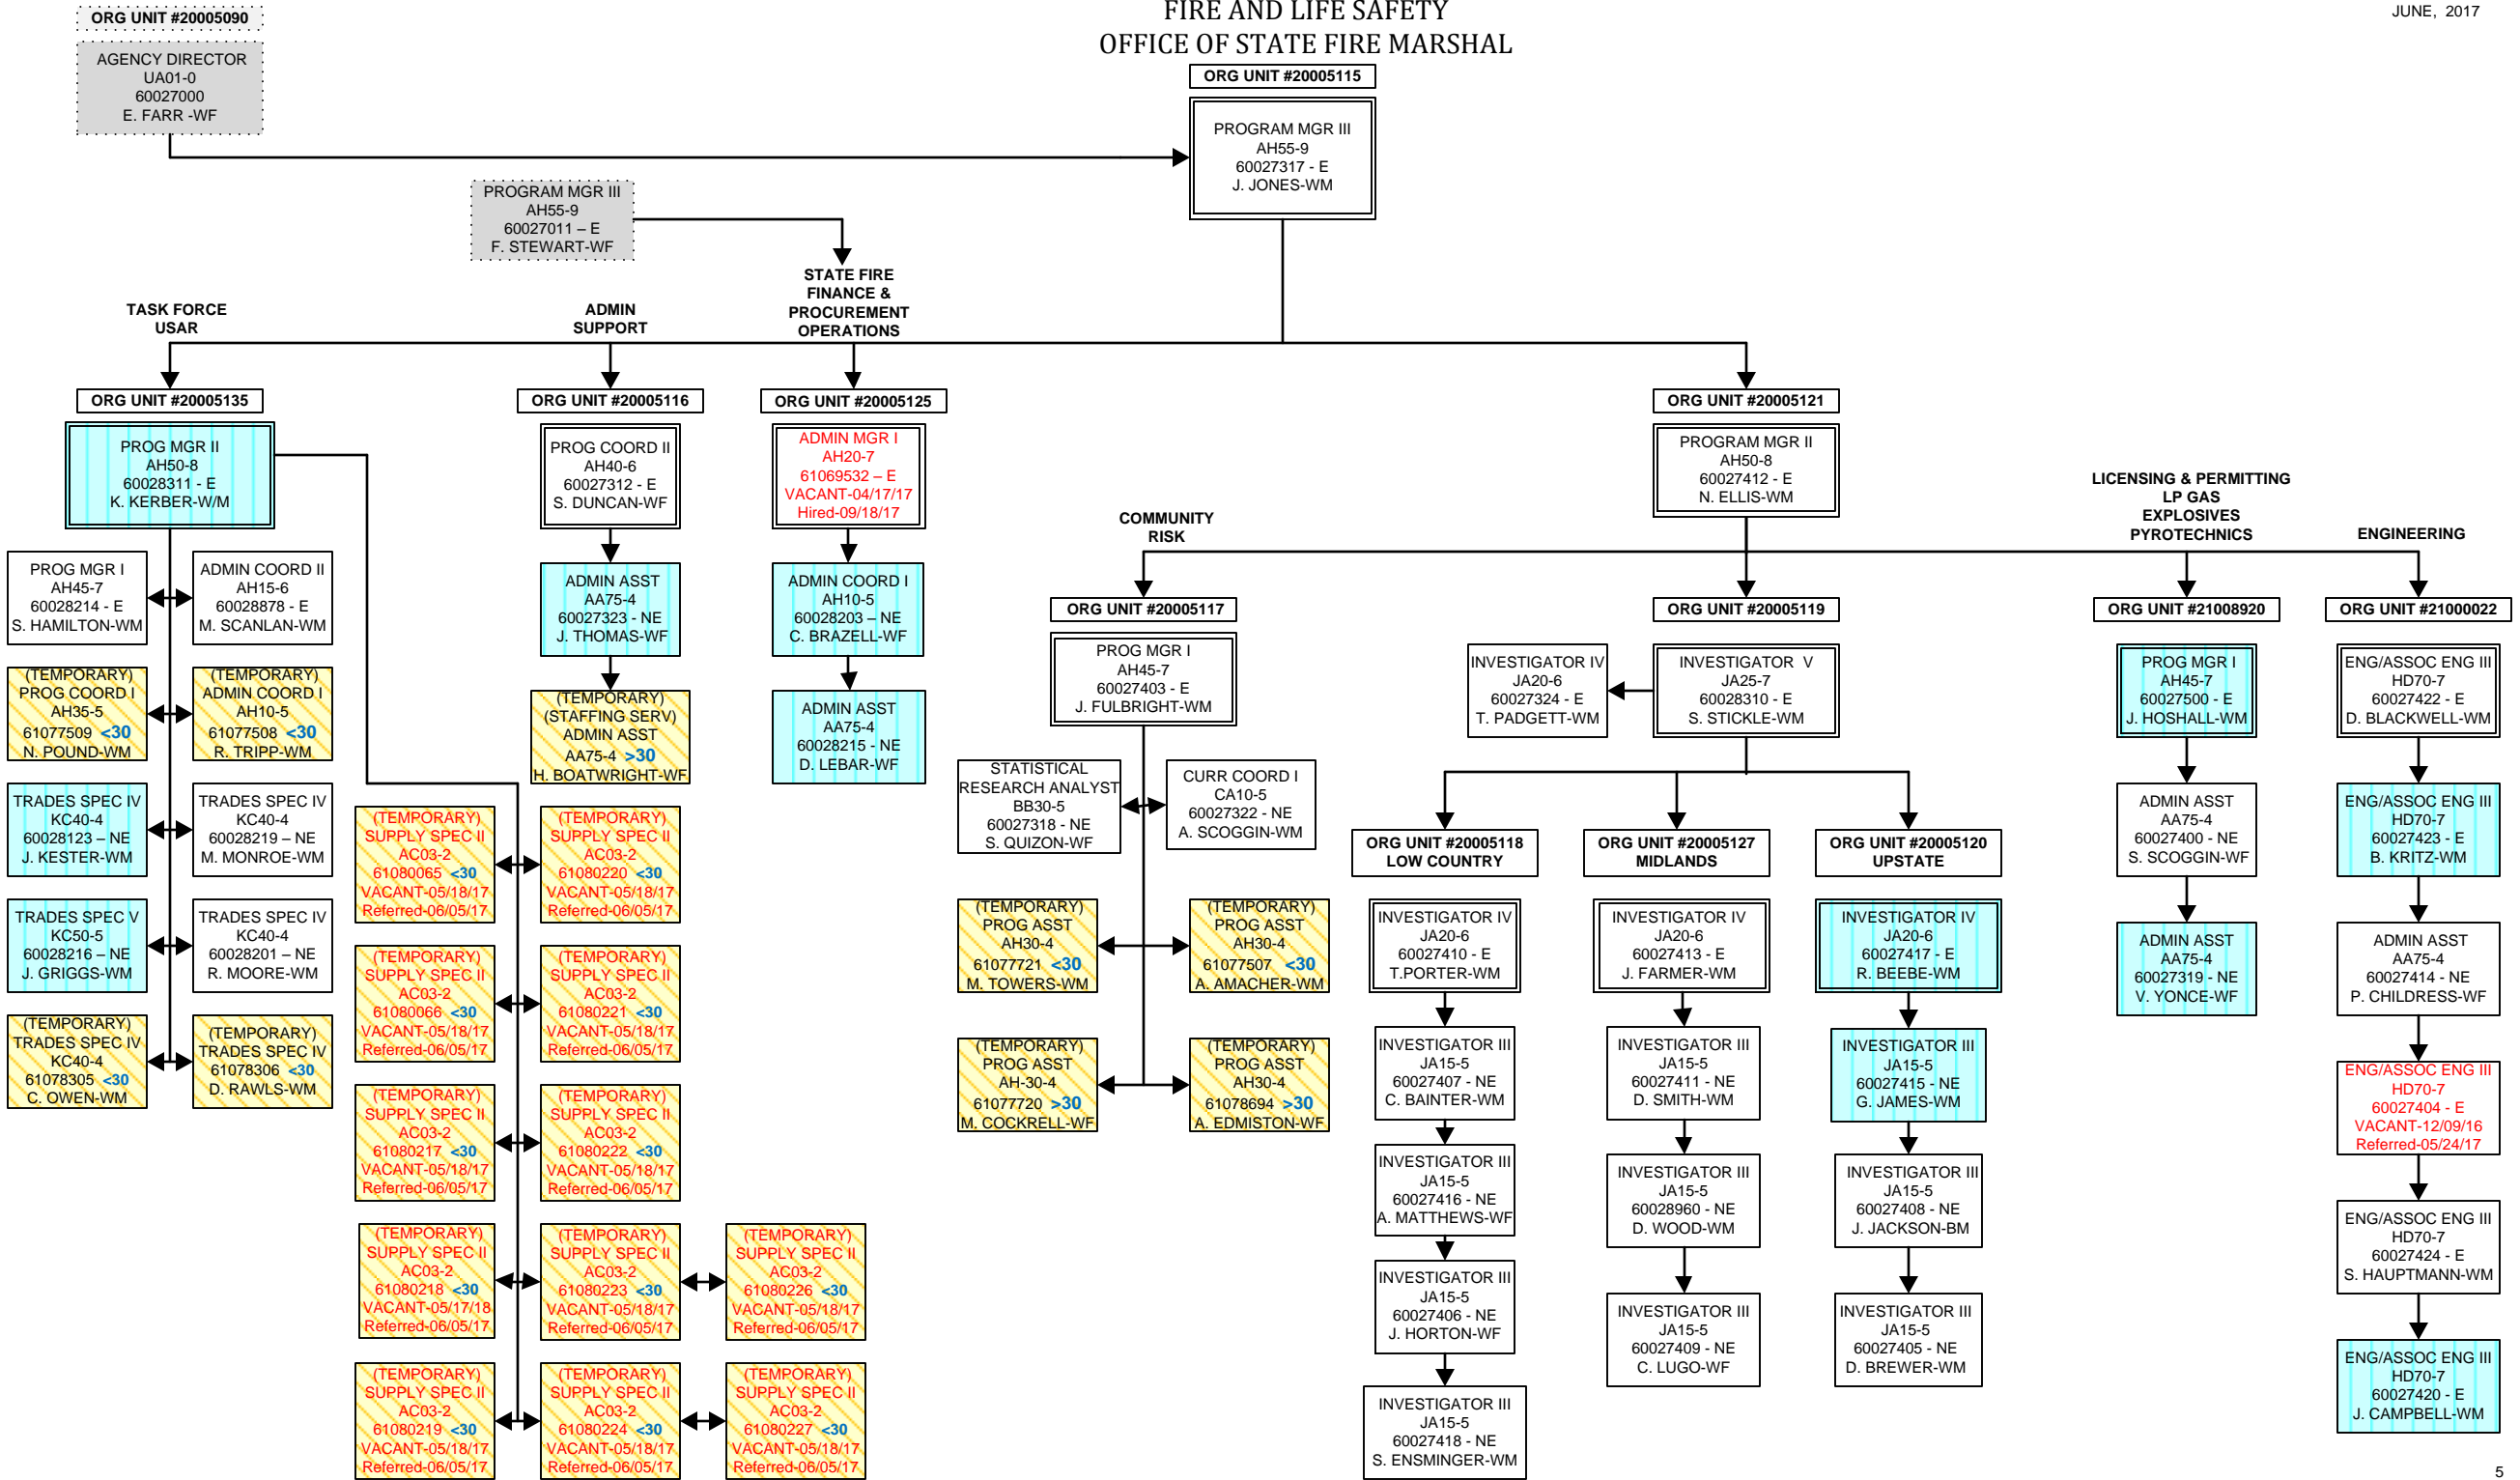 FIRE AND LIFE SAFETY
OFFICE OF STATE FIRE MARSHAL
JUNE, 2017
ORG UNIT #20005090
AGENCY DIRECTOR
UA01-0
60027000
E. FARR -WF
ORG UNIT #20005115
PROGRAM MGR III
AH55-9
60027317 - E
J. JONES-WM
PROGRAM MGR III
AH55-9
60027011 – E
F. STEWART-WF
TASK FORCE
USAR
ADMIN
SUPPORT
STATE FIRE
FINANCE &
PROCUREMENT
OPERATIONS
ORG UNIT #20005135
PROG MGR II
AH50-8
60028311 - E
K. KERBER-W/M
PROG MGR I
AH45-7
60028214 - E
S. HAMILTON-WM
ADMIN COORD II
AH15-6
60028878 - E
M. SCANLAN-WM
(TEMPORARY)
PROG COORD I
AH35-5
61077509 <30
N. POUND-WM
(TEMPORARY)
ADMIN COORD I
AH10-5
61077508 <30
R. TRIPP-WM
TRADES SPEC IV
KC40-4
60028123 – NE
J. KESTER-WM
TRADES SPEC IV
KC40-4
60028219 – NE
M. MONROE-WM
TRADES SPEC V
KC50-5
60028216 – NE
J. GRIGGS-WM
TRADES SPEC IV
KC40-4
60028201 – NE
R. MOORE-WM
(TEMPORARY)
TRADES SPEC IV
KC40-4
61078305 <30
C. OWEN-WM
(TEMPORARY)
TRADES SPEC IV
61078306 <30
D. RAWLS-WM
(TEMPORARY)
SUPPLY SPEC II
AC03-2
61080065 <30
VACANT-05/18/17
Referred-06/05/17
(TEMPORARY)
SUPPLY SPEC II
AC03-2
61080220 <30
VACANT-05/18/17
Referred-06/05/17
(TEMPORARY)
SUPPLY SPEC II
AC03-2
61080066 <30
VACANT-05/18/17
Referred-06/05/17
(TEMPORARY)
SUPPLY SPEC II
AC03-2
61080221 <30
VACANT-05/18/17
Referred-06/05/17
(TEMPORARY)
SUPPLY SPEC II
AC03-2
61080217 <30
VACANT-05/18/17
Referred-06/05/17
(TEMPORARY)
SUPPLY SPEC II
AC03-2
61080222 <30
VACANT-05/18/17
Referred-06/05/17
(TEMPORARY)
SUPPLY SPEC II
AC03-2
61080218 <30
VACANT-05/17/18
Referred-06/05/17
(TEMPORARY)
SUPPLY SPEC II
AC03-2
61080223 <30
VACANT-05/18/17
Referred-06/05/17
(TEMPORARY)
SUPPLY SPEC II
AC03-2
61080226 <30
VACANT-05/18/17
Referred-06/05/17
(TEMPORARY)
SUPPLY SPEC II
AC03-2
61080219 <30
VACANT-05/18/17
Referred-06/05/17
(TEMPORARY)
SUPPLY SPEC II
AC03-2
61080224 <30
VACANT-05/18/17
Referred-06/05/17
(TEMPORARY)
SUPPLY SPEC II
AC03-2
61080227 <30
VACANT-05/18/17
Referred-06/05/17
ORG UNIT #20005116
PROG COORD II
AH40-6
60027312 - E
S. DUNCAN-WF
ADMIN ASST
AA75-4
60027323 - NE
J. THOMAS-WF
(TEMPORARY)
(STAFFING SERV)
ADMIN ASST
AA75-4 >30
H. BOATWRIGHT-WF
ORG UNIT #20005125
ADMIN MGR I
AH20-7
61069532 – E
VACANT-04/17/17
Hired-09/18/17
ADMIN COORD I
AH10-5
60028203 – NE
C. BRAZELL-WF
ADMIN ASST
AA75-4
60028215 - NE
D. LEBAR-WF
ORG UNIT #20005121
PROGRAM MGR II
AH50-8
60027412 - E
N. ELLIS-WM
COMMUNITY
RISK
LICENSING & PERMITTING
LP GAS
EXPLOSIVES
PYROTECHNICS
ENGINEERING
ORG UNIT #20005117
PROG MGR I
AH45-7
60027403 - E
J. FULBRIGHT-WM
STATISTICAL
RESEARCH ANALYST
BB30-5
60027318 - NE
S. QUIZON-WF
CURR COORD I
CA10-5
60027322 - NE
A. SCOGGIN-WM
(TEMPORARY)
PROG ASST
AH30-4
61077721 <30
M. TOWERS-WM
(TEMPORARY)
PROG ASST
AH30-4
61077507 <30
A. AMACHER-WM
(TEMPORARY)
PROG ASST
AH-30-4
61077720 >30
M. COCKRELL-WF
(TEMPORARY)
PROG ASST
AH30-4
61078694 >30
A. EDMISTON-WF
ORG UNIT #20005119
INVESTIGATOR IV
JA20-6
60027324 - E
T. PADGETT-WM
INVESTIGATOR V
JA25-7
60028310 - E
S. STICKLE-WM
ORG UNIT #20005118
LOW COUNTRY
INVESTIGATOR IV
JA20-6
60027410 - E
T.PORTER-WM
INVESTIGATOR III
JA15-5
60027407 - NE
C. BAINTER-WM
INVESTIGATOR III
JA15-5
60027416 - NE
A. MATTHEWS-WF
INVESTIGATOR III
JA15-5
60027406 - NE
J. HORTON-WF
INVESTIGATOR III
JA15-5
60027418 - NE
S. ENSMINGER-WM
ORG UNIT #20005127
MIDLANDS
INVESTIGATOR IV
JA20-6
60027413 - E
J. FARMER-WM
INVESTIGATOR III
JA15-5
60027411 - NE
D. SMITH-WM
INVESTIGATOR III
JA15-5
60028960 - NE
D. WOOD-WM
INVESTIGATOR III
JA15-5
60027409 - NE
C. LUGO-WF
ORG UNIT #20005120
UPSTATE
INVESTIGATOR IV
JA20-6
60027417 - E
R. BEEBE-WM
INVESTIGATOR III
JA15-5
60027415 - NE
G. JAMES-WM
INVESTIGATOR III
JA15-5
60027408 - NE
J. JACKSON-BM
INVESTIGATOR III
JA15-5
60027405 - NE
D. BREWER-WM
ORG UNIT #21008920
PROG MGR I
AH45-7
60027500 - E
J. HOSHALL-WM
ADMIN ASST
AA75-4
60027400 - NE
S. SCOGGIN-WF
ADMIN ASST
AA75-4
60027319 - NE
V. YONCE-WF
ORG UNIT #21000022
ENG/ASSOC ENG III
HD70-7
60027422 - E
D. BLACKWELL-WM
ENG/ASSOC ENG III
HD70-7
60027423 - E
B. KRITZ-WM
ADMIN ASST
AA75-4
60027414 - NE
P. CHILDRESS-WF
ENG/ASSOC ENG III
HD70-7
60027404 - E
VACANT-12/09/16
Referred-05/24/17
ENG/ASSOC ENG III
HD70-7
60027424 - E
S. HAUPTMANN-WM
ENG/ASSOC ENG III
HD70-7
60027420 - E
J. CAMPBELL-WM
5